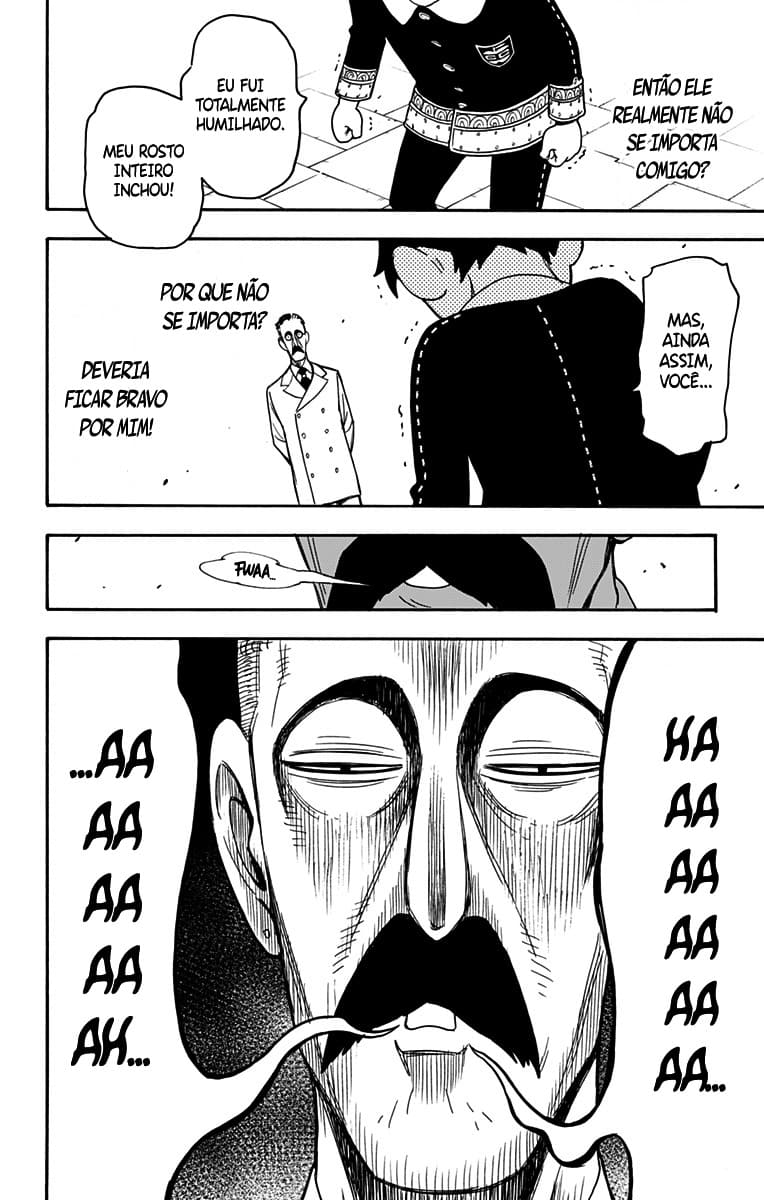 EU FUI
TOTALMENTE
HUMILHADO.
MEU ROSTO
INTEIRO
INCHOU!
ENTÃO ELE
REALMENTE NÃO
SE IMPORTA
COMIGO?
POR QUE NÃO
SE IMPORTA?
DEVERIA
FICAR BRAVO
POR MIM!
MAS,
AINDA
ASSIM,
VOCÊ...
FWAA...
...AA
AA
AA
AA
AH...
HA
AA
AA
AA
AA
AA...